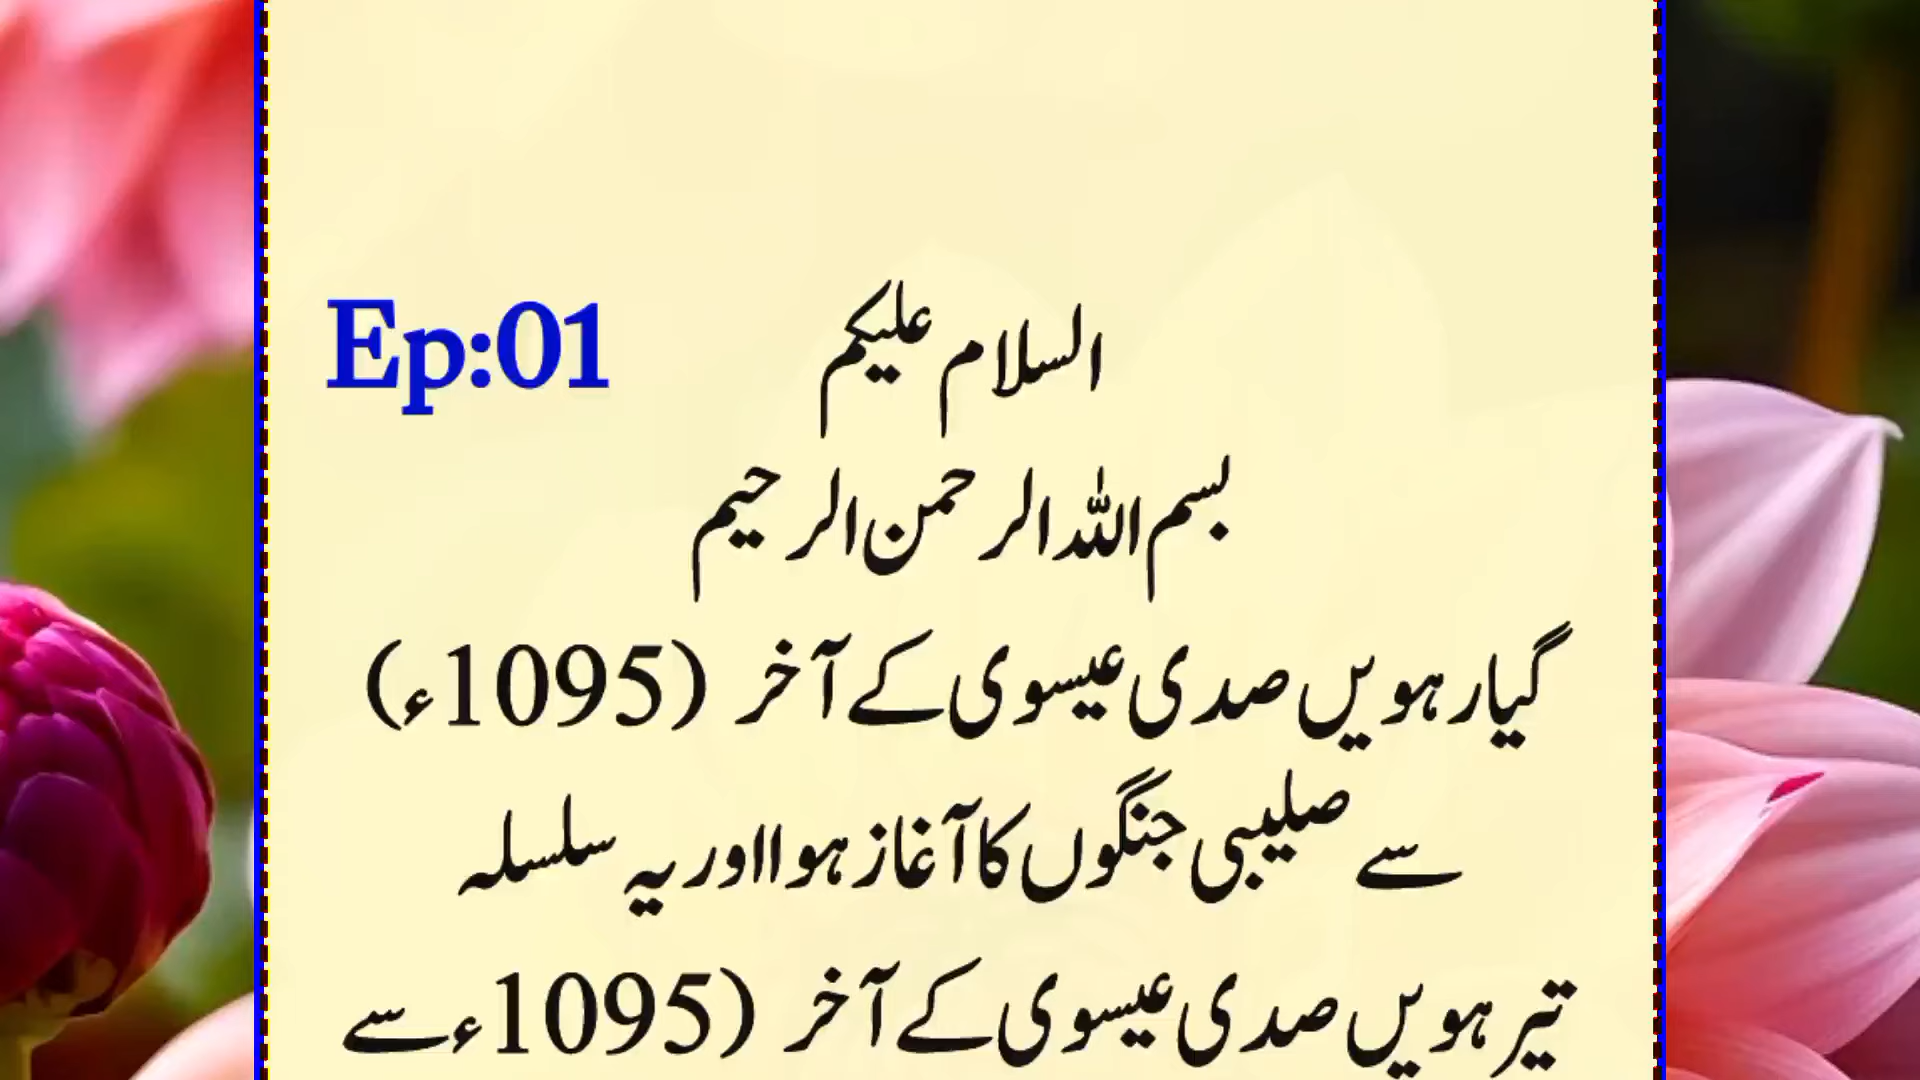 Ep:01
السلام علیکم
بسم اللہ الرحمن الرحیم
گیارہویں صدی عیسوی کے آخر (1095ء)
سے صلیبی جنگوں کا آغاز ہوا اور یہ سلسلہ
تیرہویں صدی عیسوی کے آخر (1095ء سے